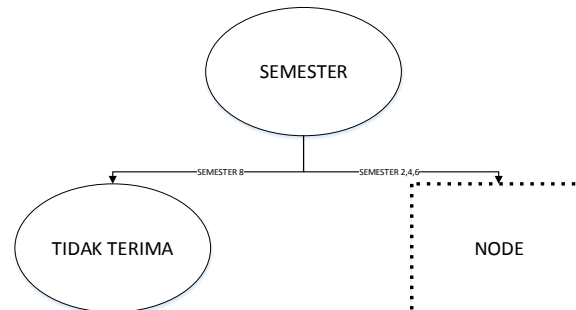 SEMESTER
SEMESTER 8
SEMESTER 2,4,6
TIDAK TERIMA
NODE